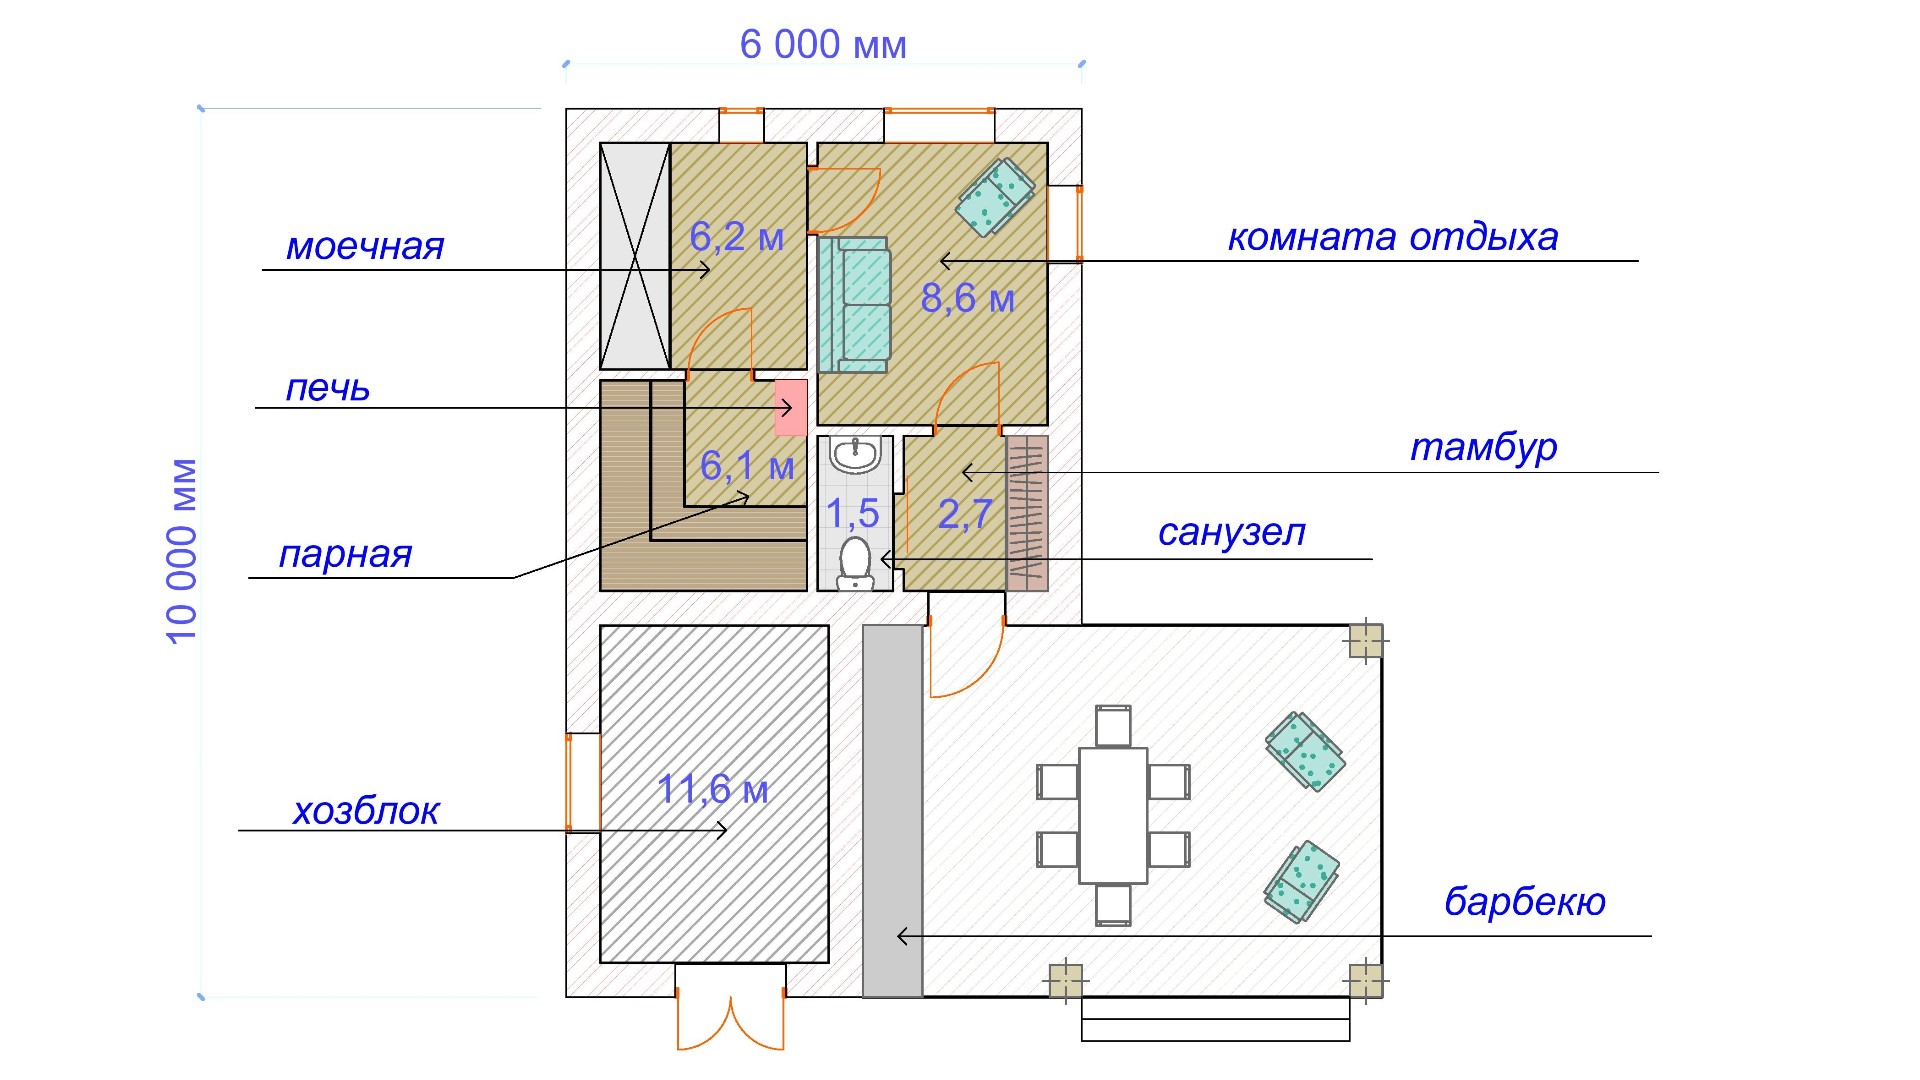 6 000 мм
моечная
6,2 м
комната отдыха
8,6 м
печь
тамбур
6,1 м
1,5
2,7
санузел
парная
10 000 мм
11,6 м
хозблок
барбекю